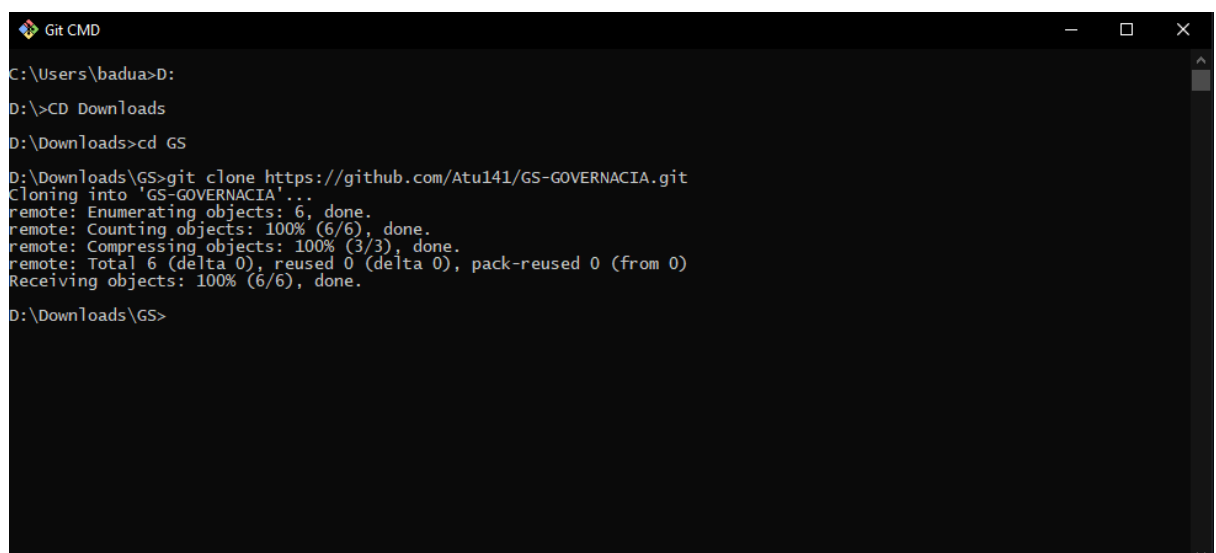 Git CMD
C:\Users\badua>D:
D:\>CD Downloads
D:\Downloads>cd GS
D:\Downloads\GS>git clone https://github.com/Atu141/GS-GOVERNACIA.git
Cloning into 'GS-GOVERNACIA'...
remote: Enumerating objects: 6, done.
remote: Counting objects: 100% (6/6), done.
remote: Compressing objects: 100% (3/3), done.
remote: Total 6 (delta 0), reused 0 (delta 0), pack-reused 0 (from 0)
Receiving objects: 100% (6/6), done.
D:\Downloads\GS>